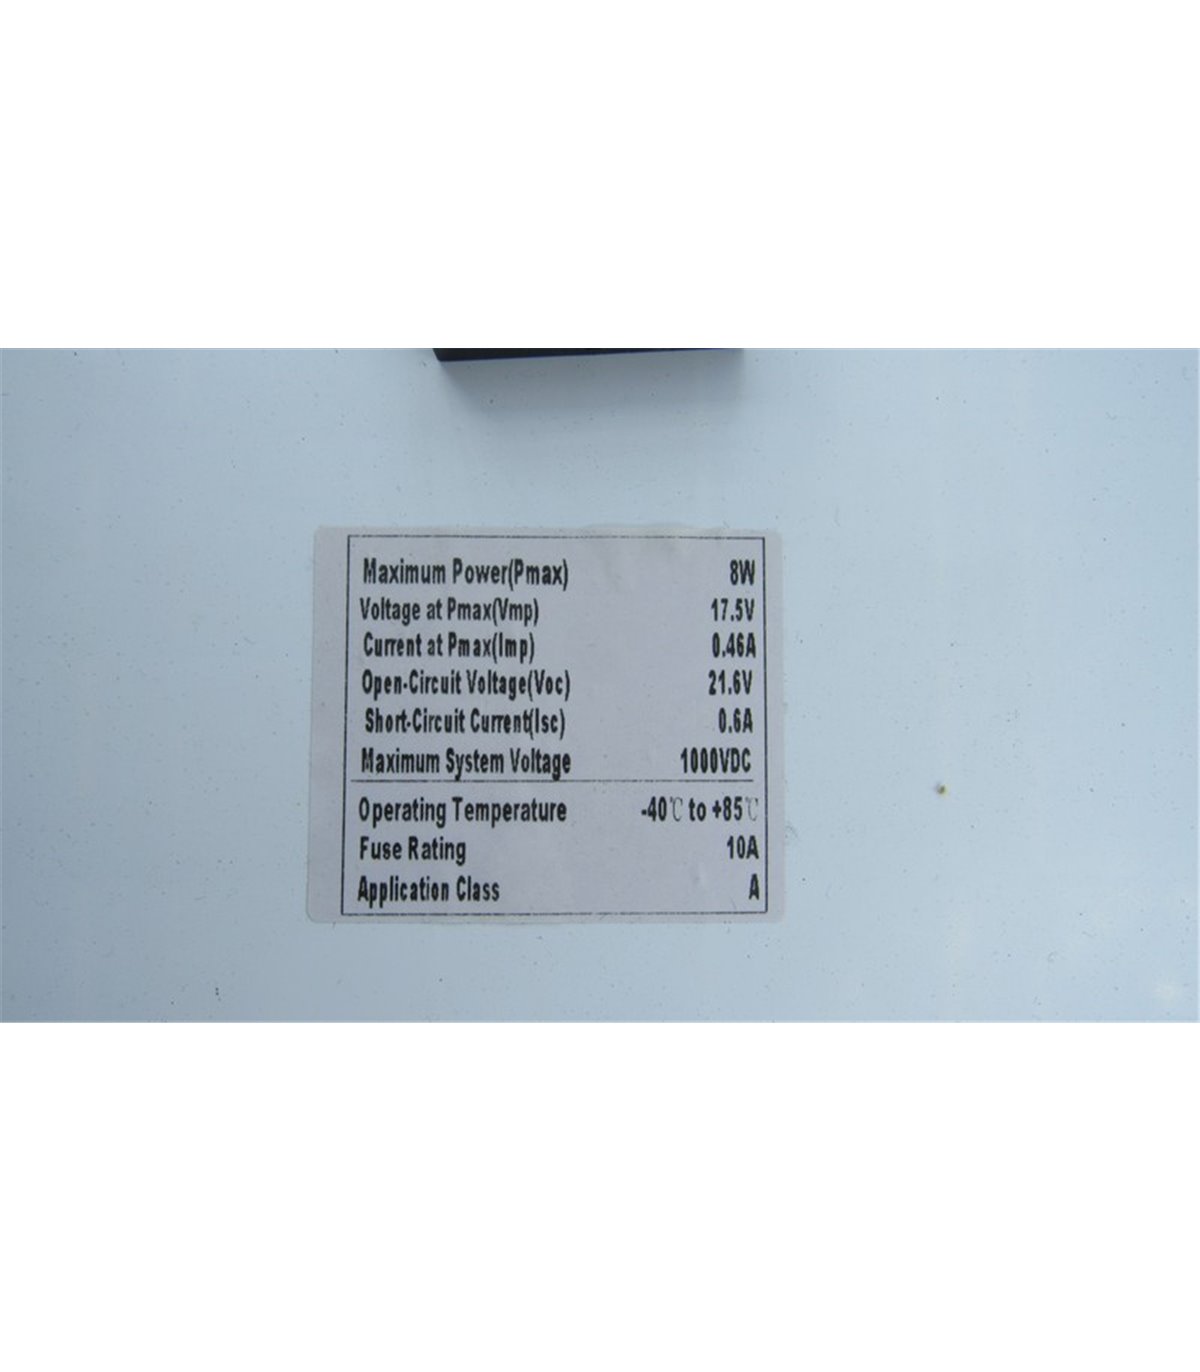 Maximum Power(Pmax) 8W
Voltage at Pmax(Vmp) 17.5V
Current at Pmax(Imp) 0.46A
Open-Circuit Voltage(Voc) 21.6V
Short-Circuit Current(Isc) 0.6A
Maximum System Voltage 1000VDC
Operating Temperature -40℃ to +85℃
Fuse Rating 10A
Application Class A